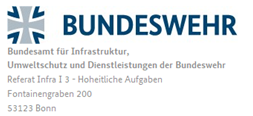 BUNDESWEHR
Bundesamt für Infrastruktur,
Umweltschutz und Dienstleistungen der Bundeswehr
Referat Infra I 3 - Hoheitliche Aufgaben
Fontainengraben 200
53123 Bonn